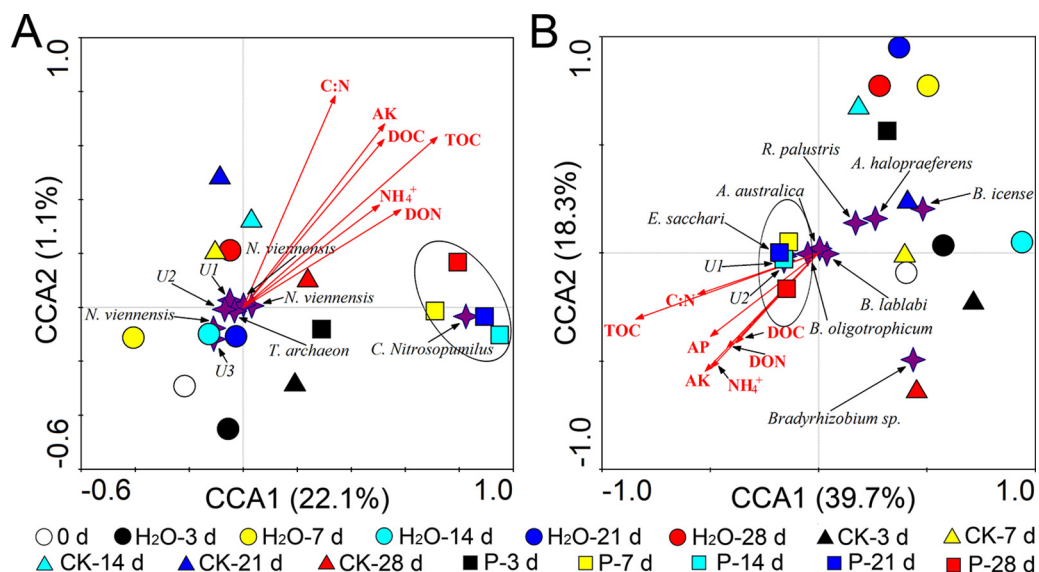 A
B
1.0
1.0
C:N
AK
DOC
TOC
NH₄⁺
DON
N. viennensis
U1
U2
N. viennensis
N. viennensis
T. archaeon
C. Nitrosopumilus
U3
CCA2 (1.1%)
-0.6
-0.6
CCA1 (22.1%)
1.0
R. palustris
A. halopraeferens
A. australica
B. icense
E. sacchari
U1
U2
C:N
TOC
B. lablabi
B. oligotrophicum
AP
DOC
DON
AK
NH₄⁺
Bradyrhizobium sp.
CCA2 (18.3%)
-1.0
-1.0
CCA1 (39.7%)
1.0
0 d H₂O-3 d H₂O-7 d H₂O-14 d H₂O-21 d H₂O-28 d CK-3 d CK-7 d
CK-14 d CK-21 d CK-28 d P-3 d P-7 d P-14 d P-21 d P-28 d